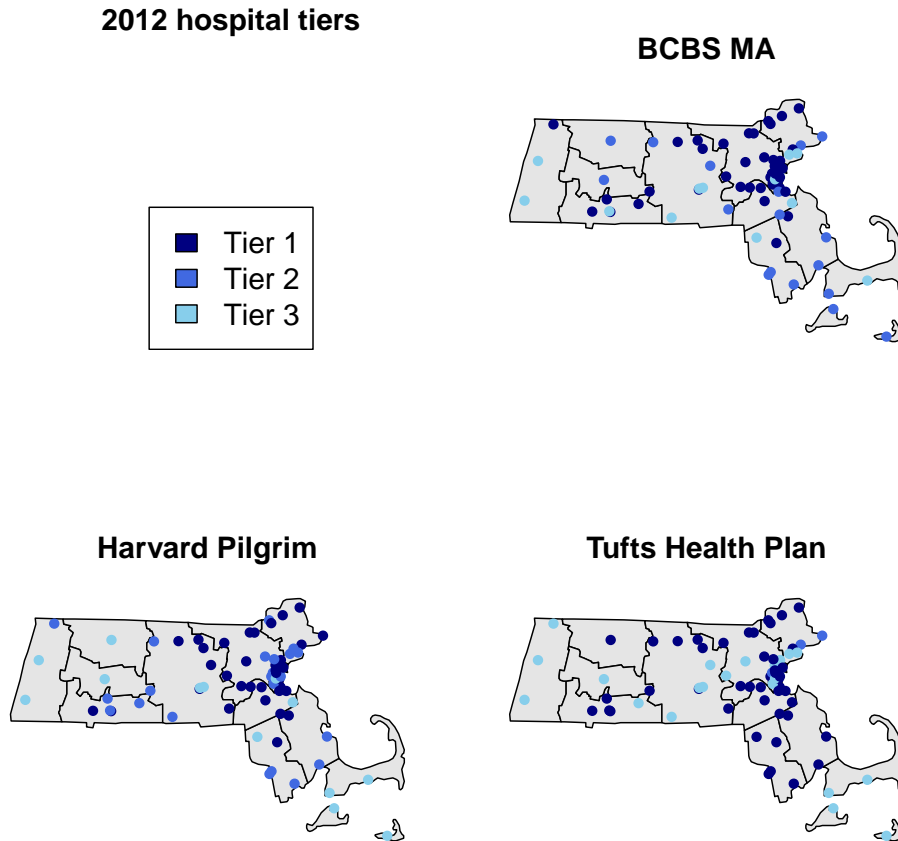 2012 hospital tiers
BCBS MA
Tier 1
Tier 2
Tier 3
Harvard Pilgrim
Tufts Health Plan